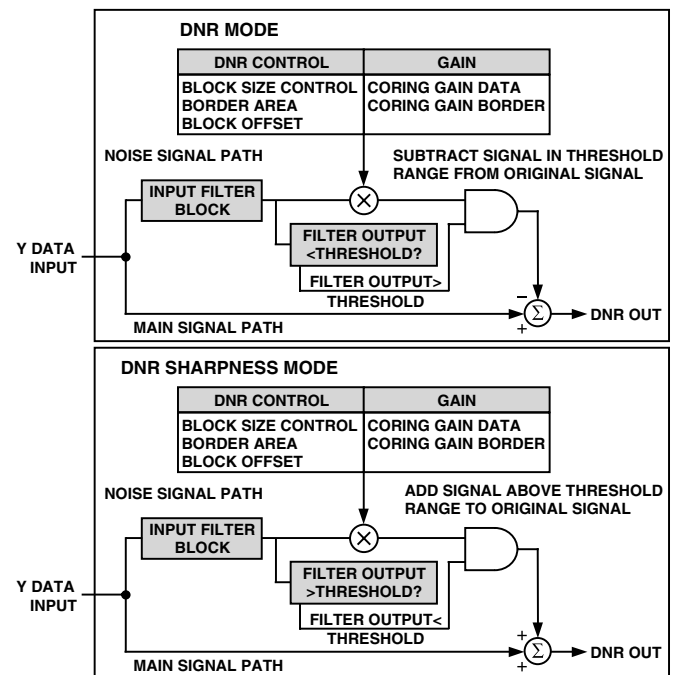 DNR MODE
DNR CONTROL
GAIN
BLOCK SIZE CONTROL
BORDER AREA
BLOCK OFFSET
CORING GAIN DATA
CORING GAIN BORDER
NOISE SIGNAL PATH
SUBTRACT SIGNAL IN THRESHOLD
RANGE FROM ORIGINAL SIGNAL
INPUT FILTER
BLOCK
×
FILTER OUTPUT
<THRESHOLD?
Y DATA
INPUT
FILTER OUTPUT>
THRESHOLD
MAIN SIGNAL PATH
−
+
Σ
DNR OUT
DNR SHARPNESS MODE
DNR CONTROL
GAIN
BLOCK SIZE CONTROL
BORDER AREA
BLOCK OFFSET
CORING GAIN DATA
CORING GAIN BORDER
NOISE SIGNAL PATH
ADD SIGNAL ABOVE THRESHOLD
RANGE TO ORIGINAL SIGNAL
INPUT FILTER
BLOCK
×
FILTER OUTPUT
>THRESHOLD?
Y DATA
INPUT
FILTER OUTPUT<
THRESHOLD
MAIN SIGNAL PATH
+
+
Σ
DNR OUT